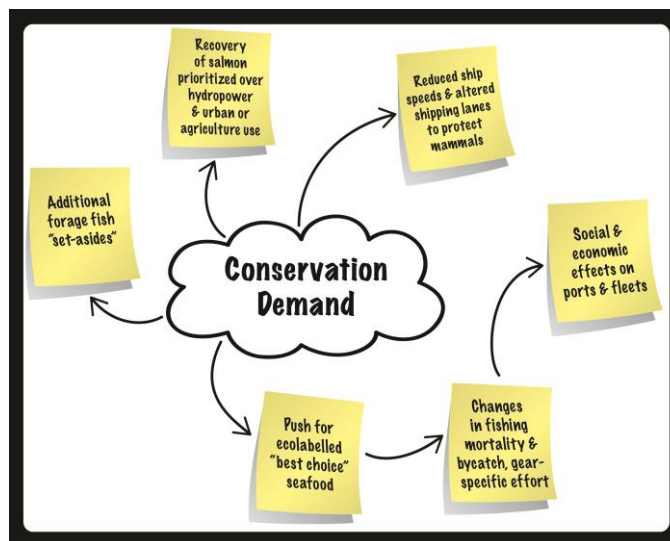 Recovery
of salmon
prioritized over
hydropower
& urban or
agriculture use
Reduced ship
speeds & altered
shipping lanes
to protect
mammals
Additional
forage fish
"set-asides"
Conservation
Demand
Social &
economic
effects on
ports & fleets
Push for
ecolabelled
"best choice"
seafood
Changes
in fishing
mortality &
bycatch, gear-
specific effort